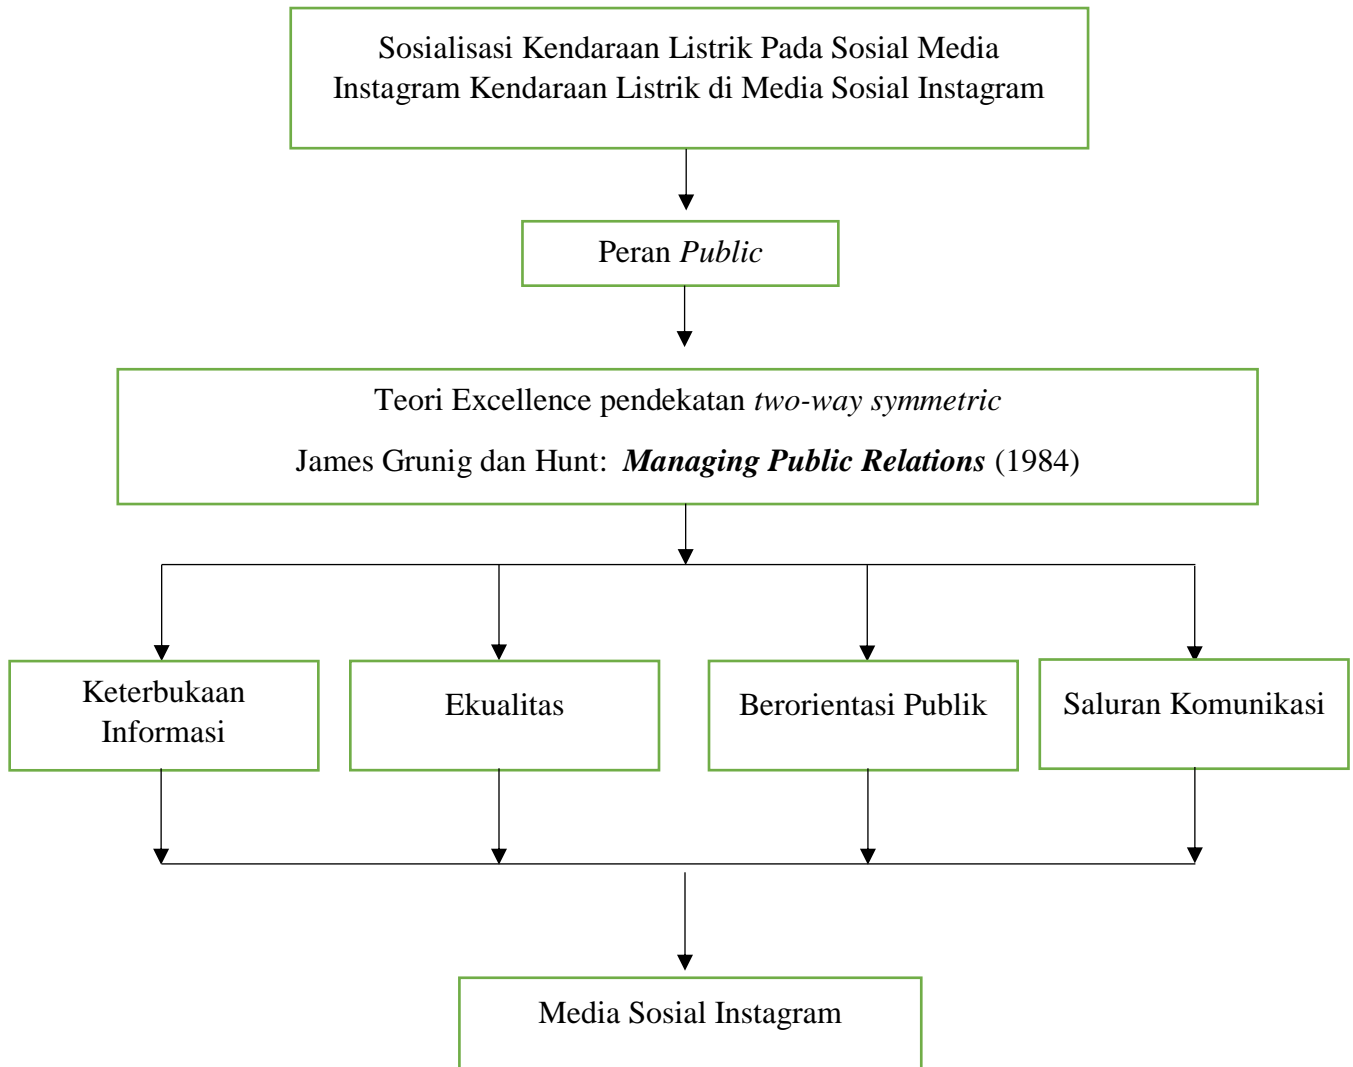 Sosialisasi Kendaraan Listrik Pada Sosial Media
Instagram Kendaraan Listrik di Media Sosial Instagram
Peran Public
Teori Excellence pendekatan two-way symmetric
James Grunig dan Hunt: Managing Public Relations (1984)
Keterbukaan
Informasi
Ekualitas
Berorientasi Publik
Saluran Komunikasi
Media Sosial Instagram